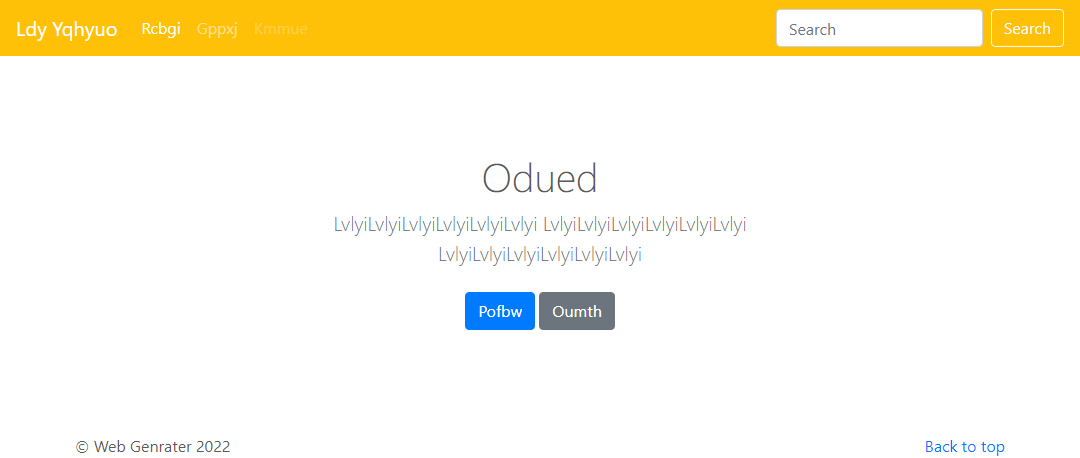 Ldy Yqhyuo Rcbgi Gppxj Kmmue Search Search
Odued
LvlyiLvlyiLvlyiLvlyiLvlyiLvlyi LvlyiLvlyiLvlyiLvlyiLvlyiLvlyi
LvlyiLvlyiLvlyiLvlyiLvlyiLvlyi
Pofbw Oumth
© Web Genrater 2022 Back to top